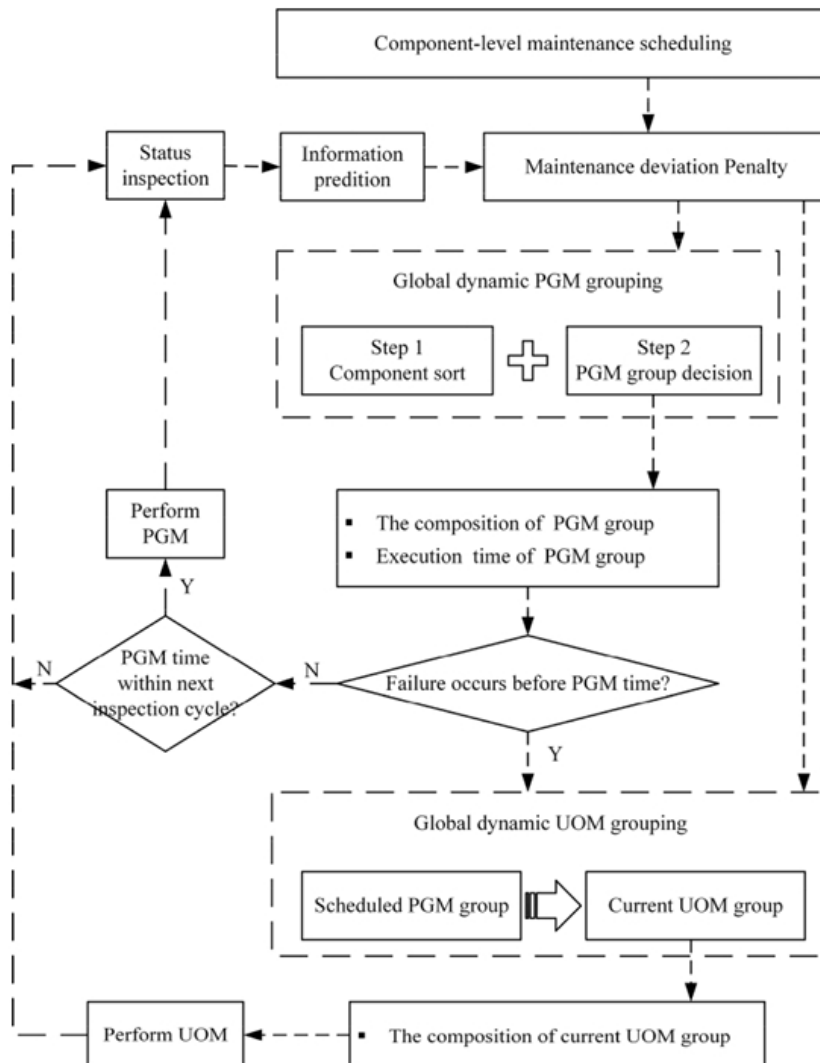 Component-level maintenance scheduling
Status
inspection
Information
predition
Maintenance deviation Penalty
Global dynamic PGM grouping
Step 1
Component sort
Step 2
PGM group decision
Perform
PGM
▪ The composition of PGM group
▪ Execution time of PGM group
Y
N
PGM time
within next
inspection cycle?
N
Failure occurs before PGM time?
Y
Global dynamic UOM grouping
Scheduled PGM group
Current UOM group
Perform UOM
▪ The composition of current UOM group